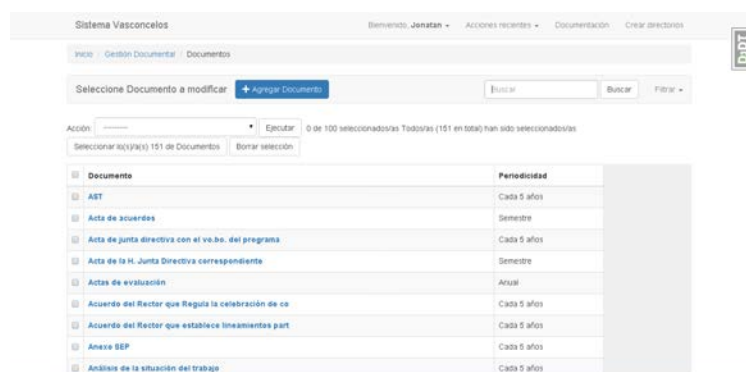 Sistema Vasconcelos
Bienvenido, Jonatan
Acciones recientes
Documentación
Crear directorios
Inicio / Gestión Documental / Documentos
DJDT
Seleccione Documento a modificar
+ Agregar Documento
Buscar
Buscar
Filtrar
Acción: ---------
Ejecutar
0 de 100 seleccionados/as Todos/as (151 en total) han sido seleccionados/as
Seleccionar lo(s)/a(s) 151 de Documentos
Borrar selección
Documento Periodicidad
AST Cada 5 años
Acta de acuerdos Semestre
Acta de junta directiva con el vo.bo. del programa Cada 5 años
Acta de la H. Junta Directiva correspondiente Semestre
Actas de evaluación Anual
Acuerdo del Rector que Regula la celebración de co Cada 5 años
Acuerdo del Rector que establece lineamientos part Cada 5 años
Anexo SEP Cada 5 años
Análisis de la situación del trabajo Cada 5 años